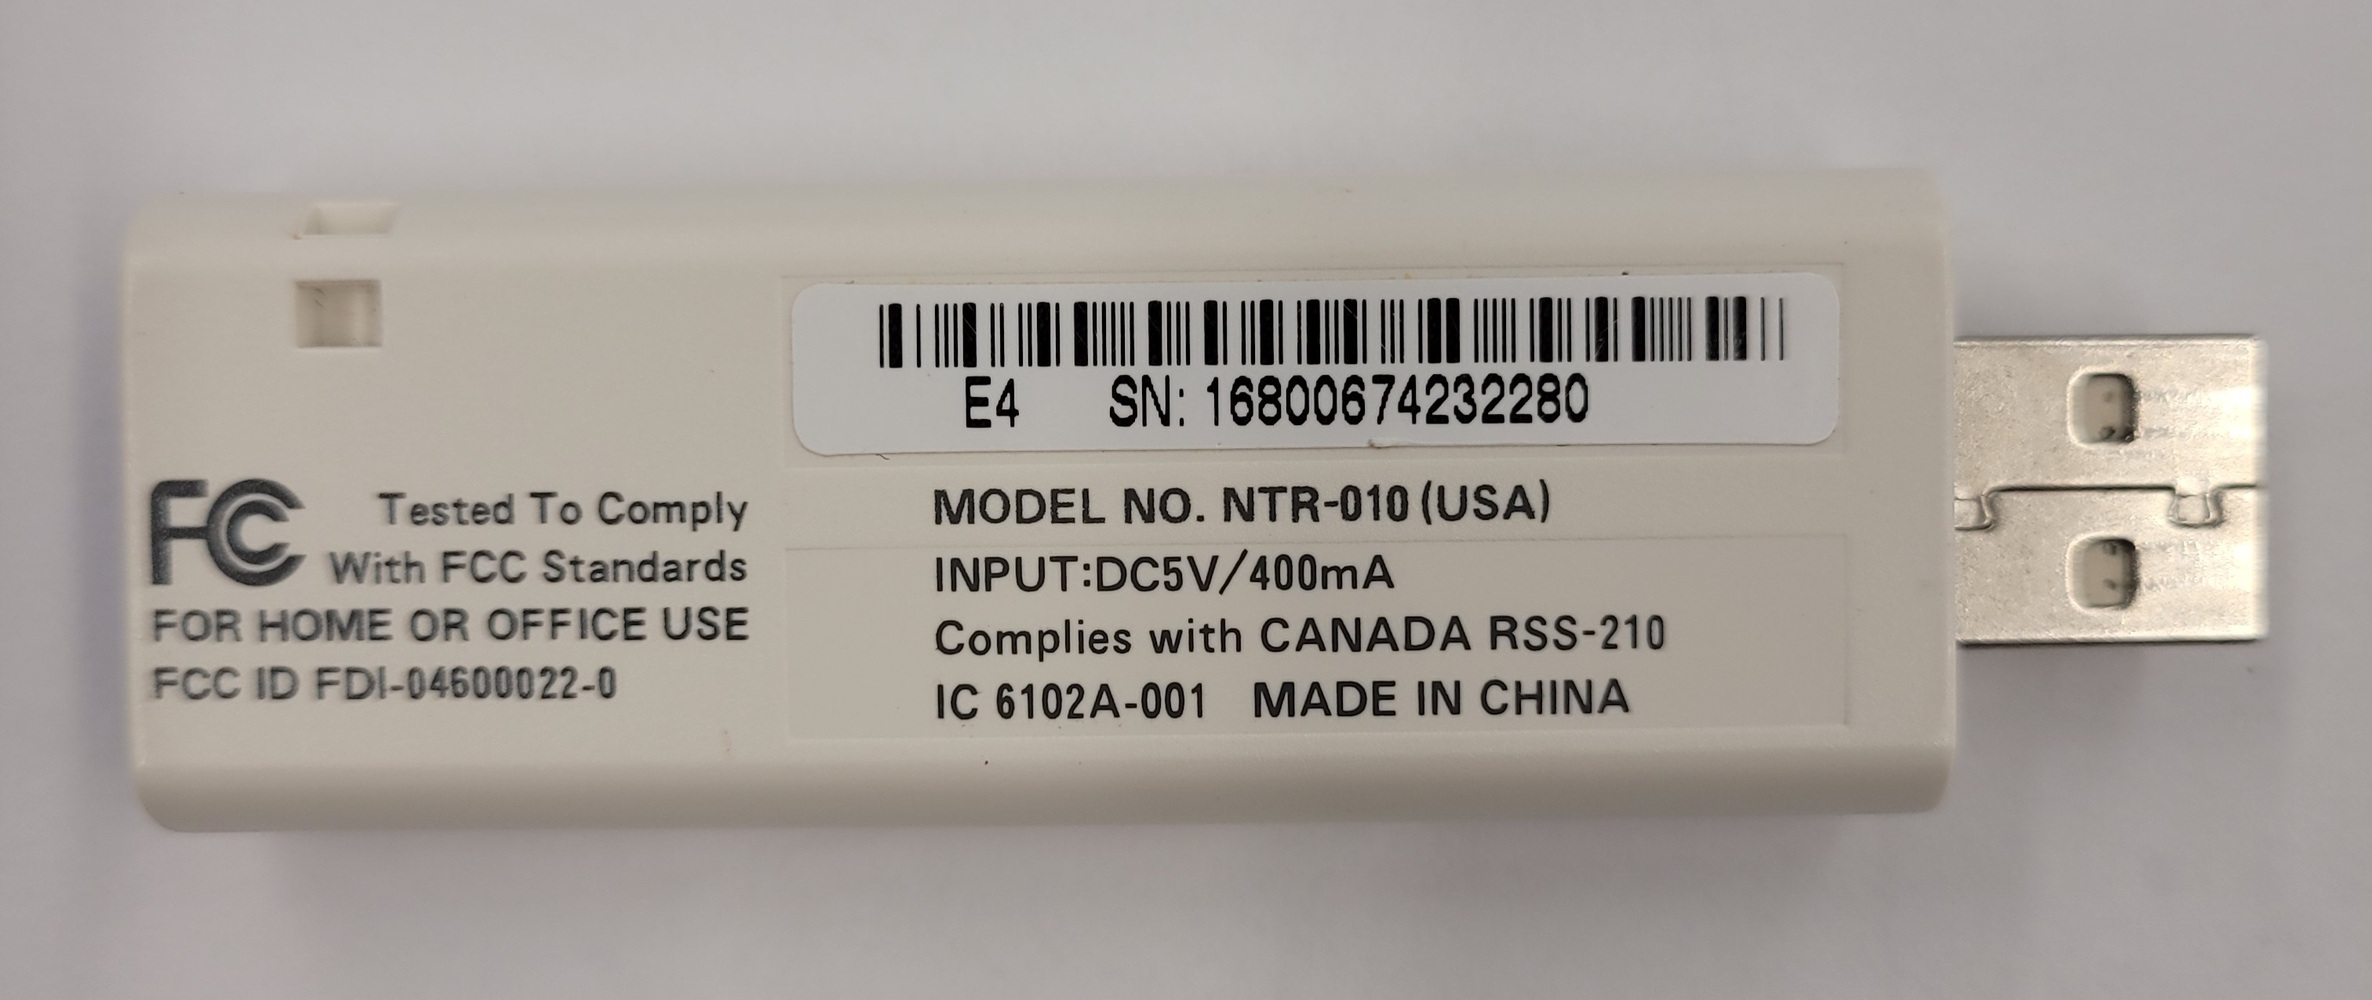 E4 SN: 16800674232280
MODEL NO. NTR-010 (USA)
INPUT:DC5V/400mA
Complies with CANADA RSS-210
IC 6102A-001 MADE IN CHINA
FC Tested To Comply
With FCC Standards
FOR HOME OR OFFICE USE
FCC ID FDI-04600022-0